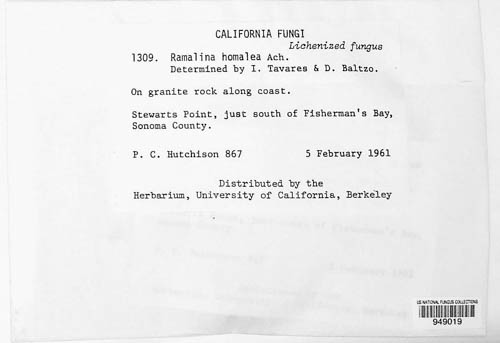 CALIFORNIA FUNGI
Lichenized fungus
1309. Ramalina homalea Ach.
Determined by I. Tavares & D. Baltzo.
On granite rock along coast.
Stewarts Point, just south of Fisherman's Bay,
Sonoma County.
P. C. Hutchison 867 5 February 1961
Distributed by the
Herbarium, University of California, Berkeley
US NATIONAL FUNGUS COLLECTIONS
949019